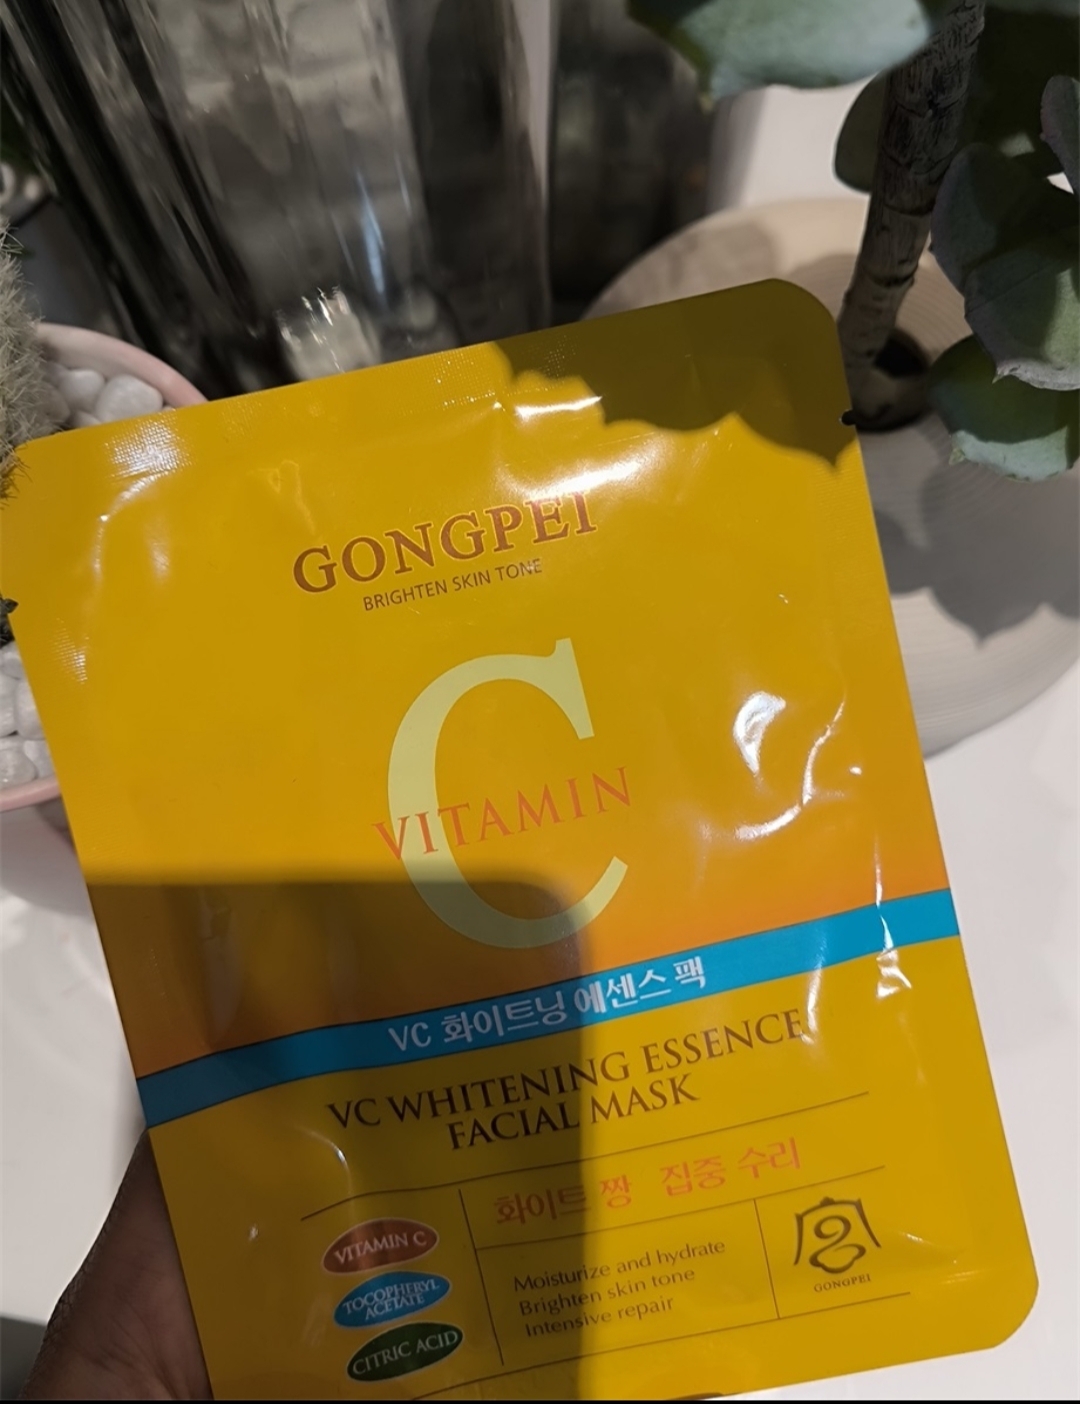 GONGPEI
BRIGHTEN SKIN TONE
C
VITAMIN
VC 화이트닝 에센스 팩
VC WHITENING ESSENCE
FACIAL MASK
화이트 짱 집중 수리
VITAMIN C
TOCOPHERYL
ACETATE
CITRIC ACID
Moisturize and hydrate
Brighten skin tone
Intensive repair
GONGPEI